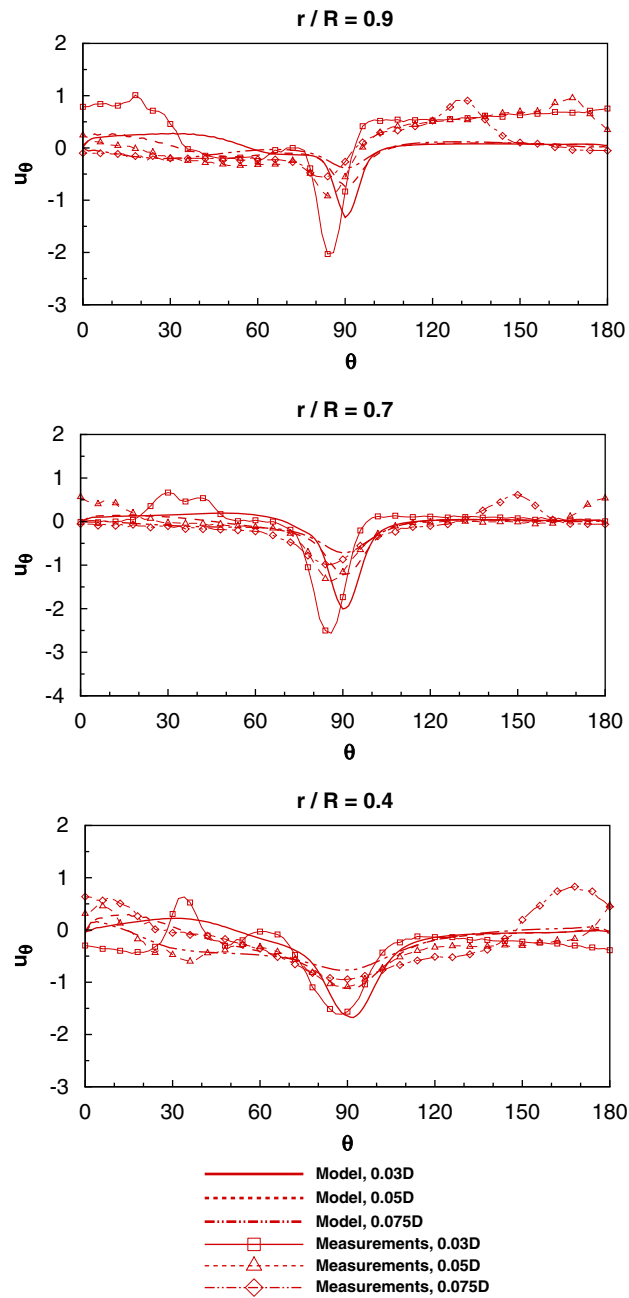 r / R = 0.9
2
1
0
-1
-2
-3
uθ
0 30 60 90 120 150 180
θ
r / R = 0.7
2
1
0
-1
-2
-3
-4
uθ
0 30 60 90 120 150 180
θ
r / R = 0.4
2
1
0
-1
-2
-3
uθ
0 30 60 90 120 150 180
θ
Model, 0.03D
Model, 0.05D
Model, 0.075D
Measurements, 0.03D
Measurements, 0.05D
Measurements, 0.075D